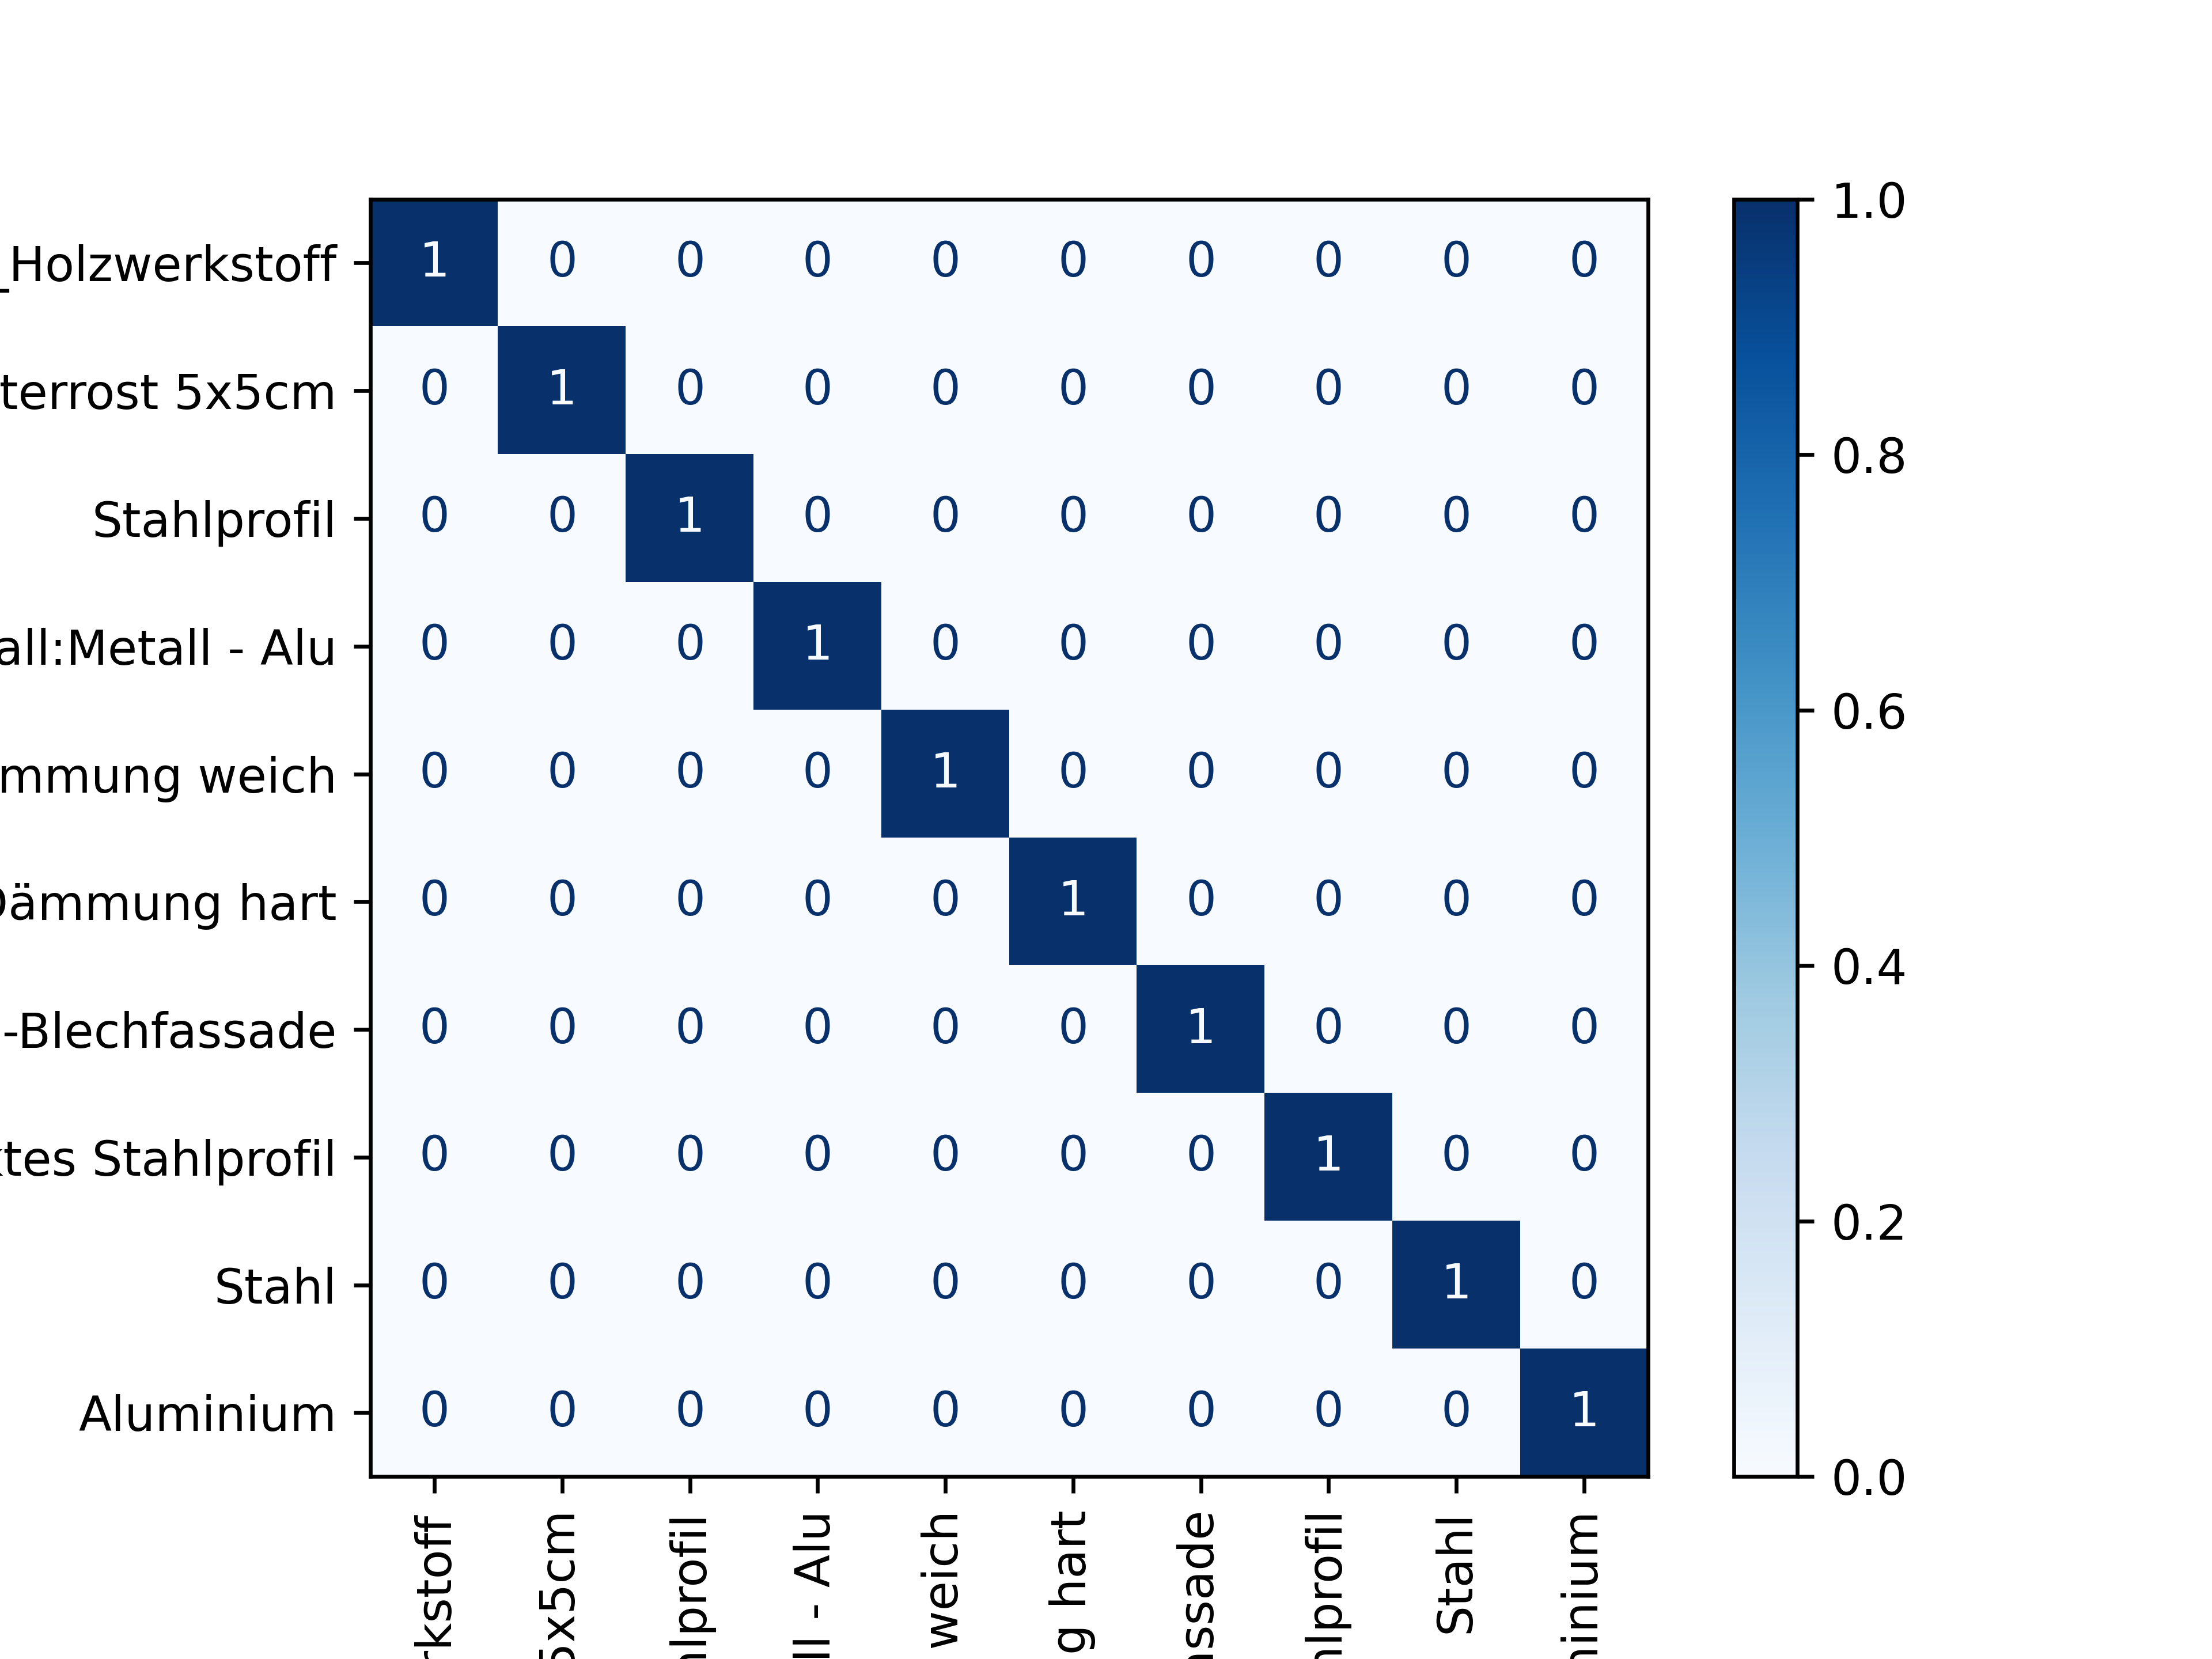 _Holzwerkstoff 1 0 0 0 0 0 0 0 0 0
terrost 5x5cm 0 1 0 0 0 0 0 0 0 0
Stahlprofil 0 0 1 0 0 0 0 0 0 0
all:Metall - Alu 0 0 0 1 0 0 0 0 0 0
mmung weich 0 0 0 0 1 0 0 0 0 0
Dämmung hart 0 0 0 0 0 1 0 0 0 0
-Blechfassade 0 0 0 0 0 0 1 0 0 0
tes Stahlprofil 0 0 0 0 0 0 0 1 0 0
Stahl 0 0 0 0 0 0 0 0 1 0
Aluminium 0 0 0 0 0 0 0 0 0 1
rkstoff
5x5cm
lprofil
ll - Alu
weich
g hart
ssade
lprofil
Stahl
inium
1.0
0.8
0.6
0.4
0.2
0.0